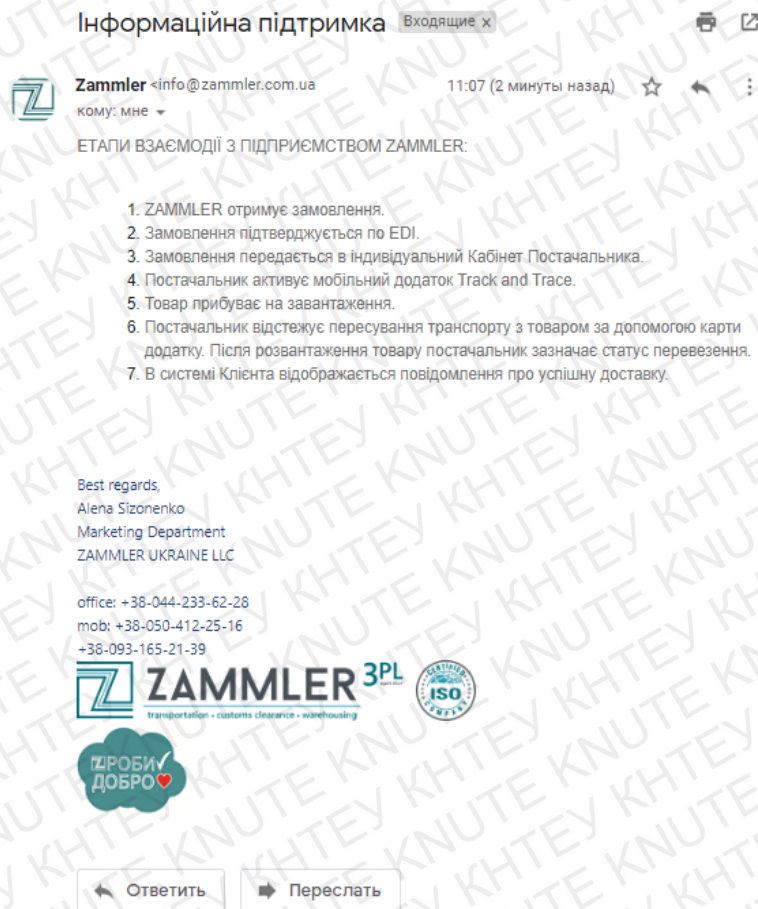 Інформаційна підтримка Входящие x
Zammler <info@zammler.com.ua 11:07 (2 минуты назад)
кому: мне
ЕТАПИ ВЗАЄМОДІЇ З ПІДПРИЄМСТВОМ ZAMMLER:
1. ZAMMLER отримує замовлення.
2. Замовлення підтверджується по EDI.
3. Замовлення передається в індивідуальний Кабінет Постачальника.
4. Постачальник активує мобільний додаток Track and Trace.
5. Товар прибуває на завантаження.
6. Постачальник відстежує пересування транспорту з товаром за допомогою карти
додатку. Після розвантаження товару постачальник зазначає статус перевезення.
7. В системі Клієнта відображається повідомлення про успішну доставку.
Best regards,
Alena Sizonenko
Marketing Department
ZAMMLER UKRAINE LLC
office: +38-044-233-62-28
mob: +38-050-412-25-16
+38-093-165-21-39
ZAMMLER 3PL
transportation • customs clearance • warehousing
CERTIFIED
ISO
COMPANY
ZРОБИ
ДОБРО
Ответить Переслать
КНТЕУ KNUTE